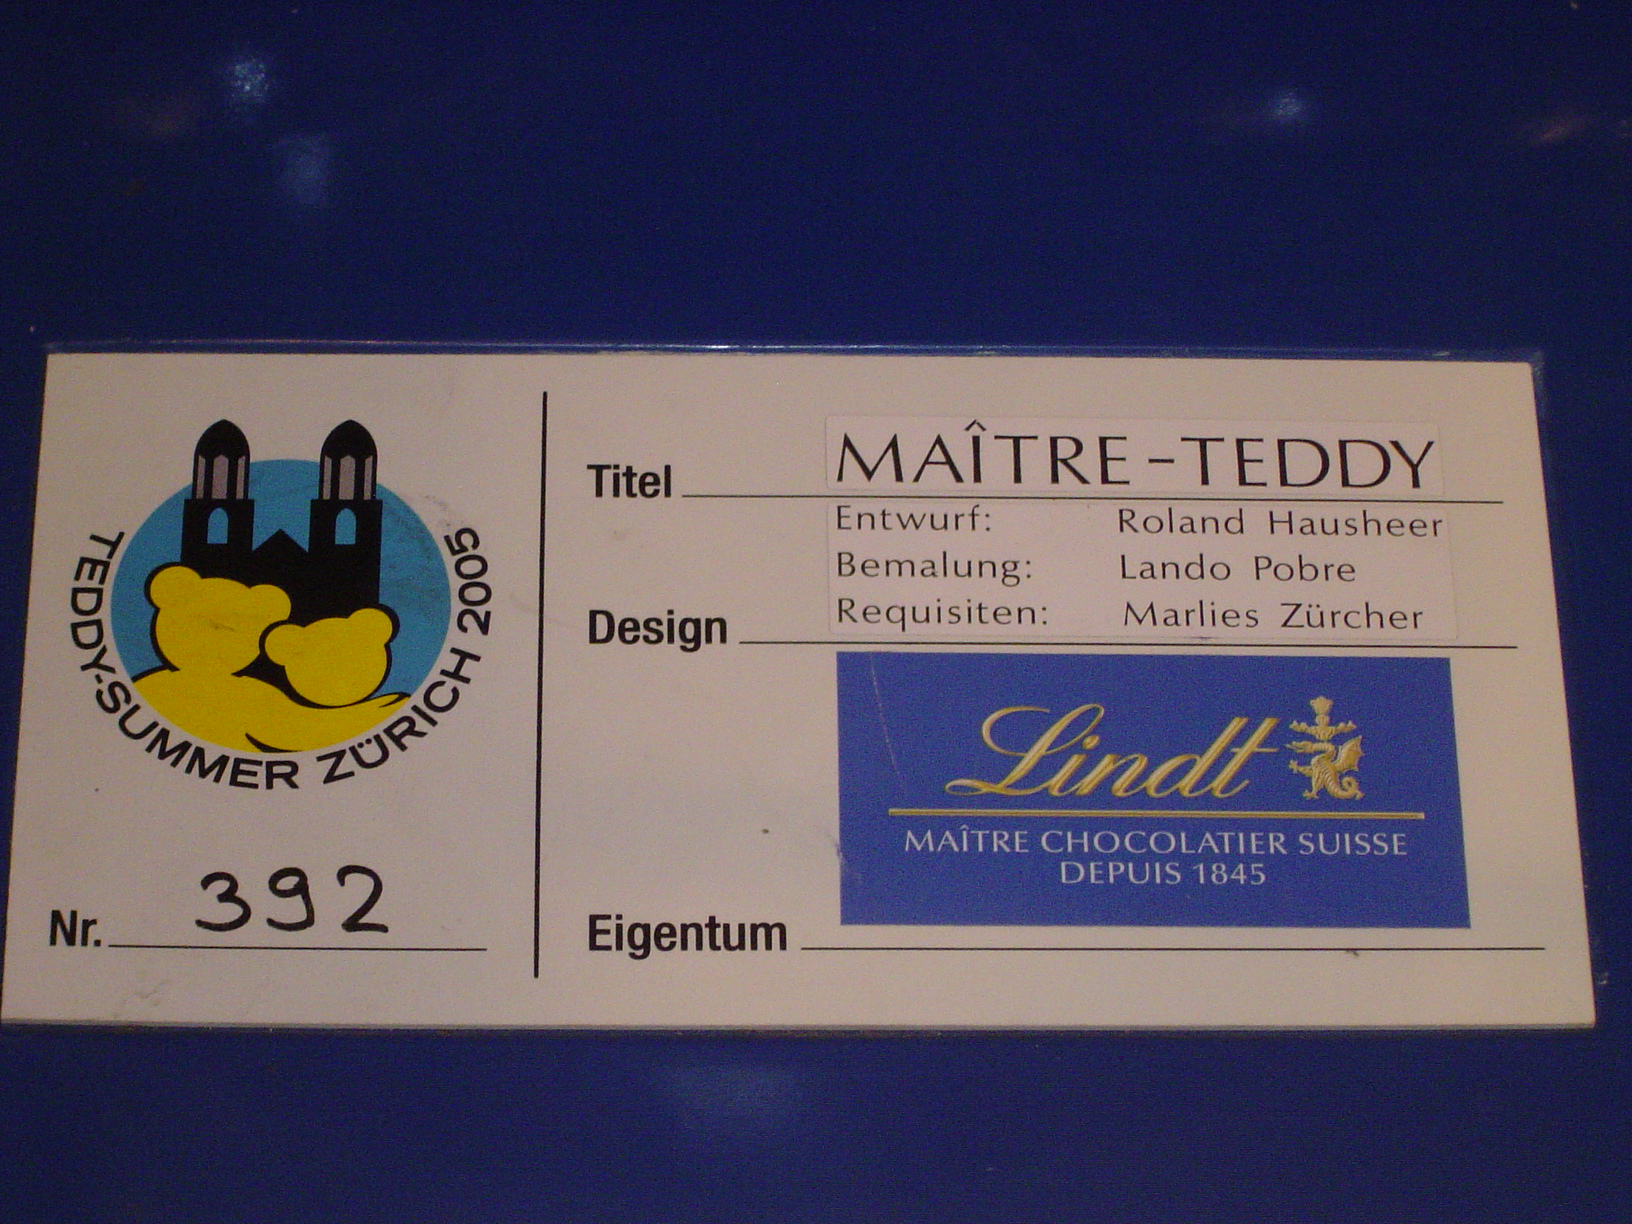 TEDDY-SUMMER ZÜRICH 2005
Nr. 392
Titel MAÎTRE-TEDDY
Entwurf: Roland Hausheer
Bemalung: Lando Pobre
Design Requisiten: Marlies Zürcher
Lindt
MAÎTRE CHOCOLATIER SUISSE
DEPUIS 1845
Eigentum